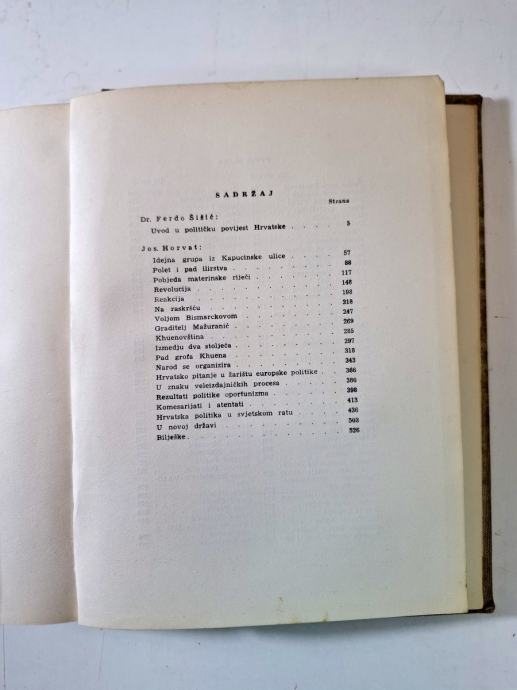 SADRŽAJ
Strana
Dr. Ferdo Šišić:
Uvod u političku povijest Hrvatske . . . . 5
Jos. Horvat:
Idejna grupa iz Kapucinske ulice . . . . 57
Polet i pad ilirstva . . . . . . . . 88
Pobjeda materinske riječi . . . . . . 117
Revolucija . . . . . . . . . . 148
Reakcija . . . . . . . . . . 193
Na raskršću . . . . . . . . . 218
Voljom Bismarckovom . . . . . . . 247
Graditelj Mažuranić . . . . . . . . 269
Khuenovština . . . . . . . . . 285
Izmedju dva stoljeća . . . . . . . 297
Pad grofa Khuena . . . . . . . . 318
Narod se organizira . . . . . . . . 343
Hrvatsko pitanje u žarištu europske politike . . 366
U znaku veleizdajničkih procesa . . . . . 380
Rezultati politike oportunizma . . . . . 398
Komesarijati i atentati . . . . . . . 413
Hrvatska politika u svjetskom ratu . . . . 436
U novoj državi . . . . . . . . . 503
Bilješke . . . . . . . . . . . 526